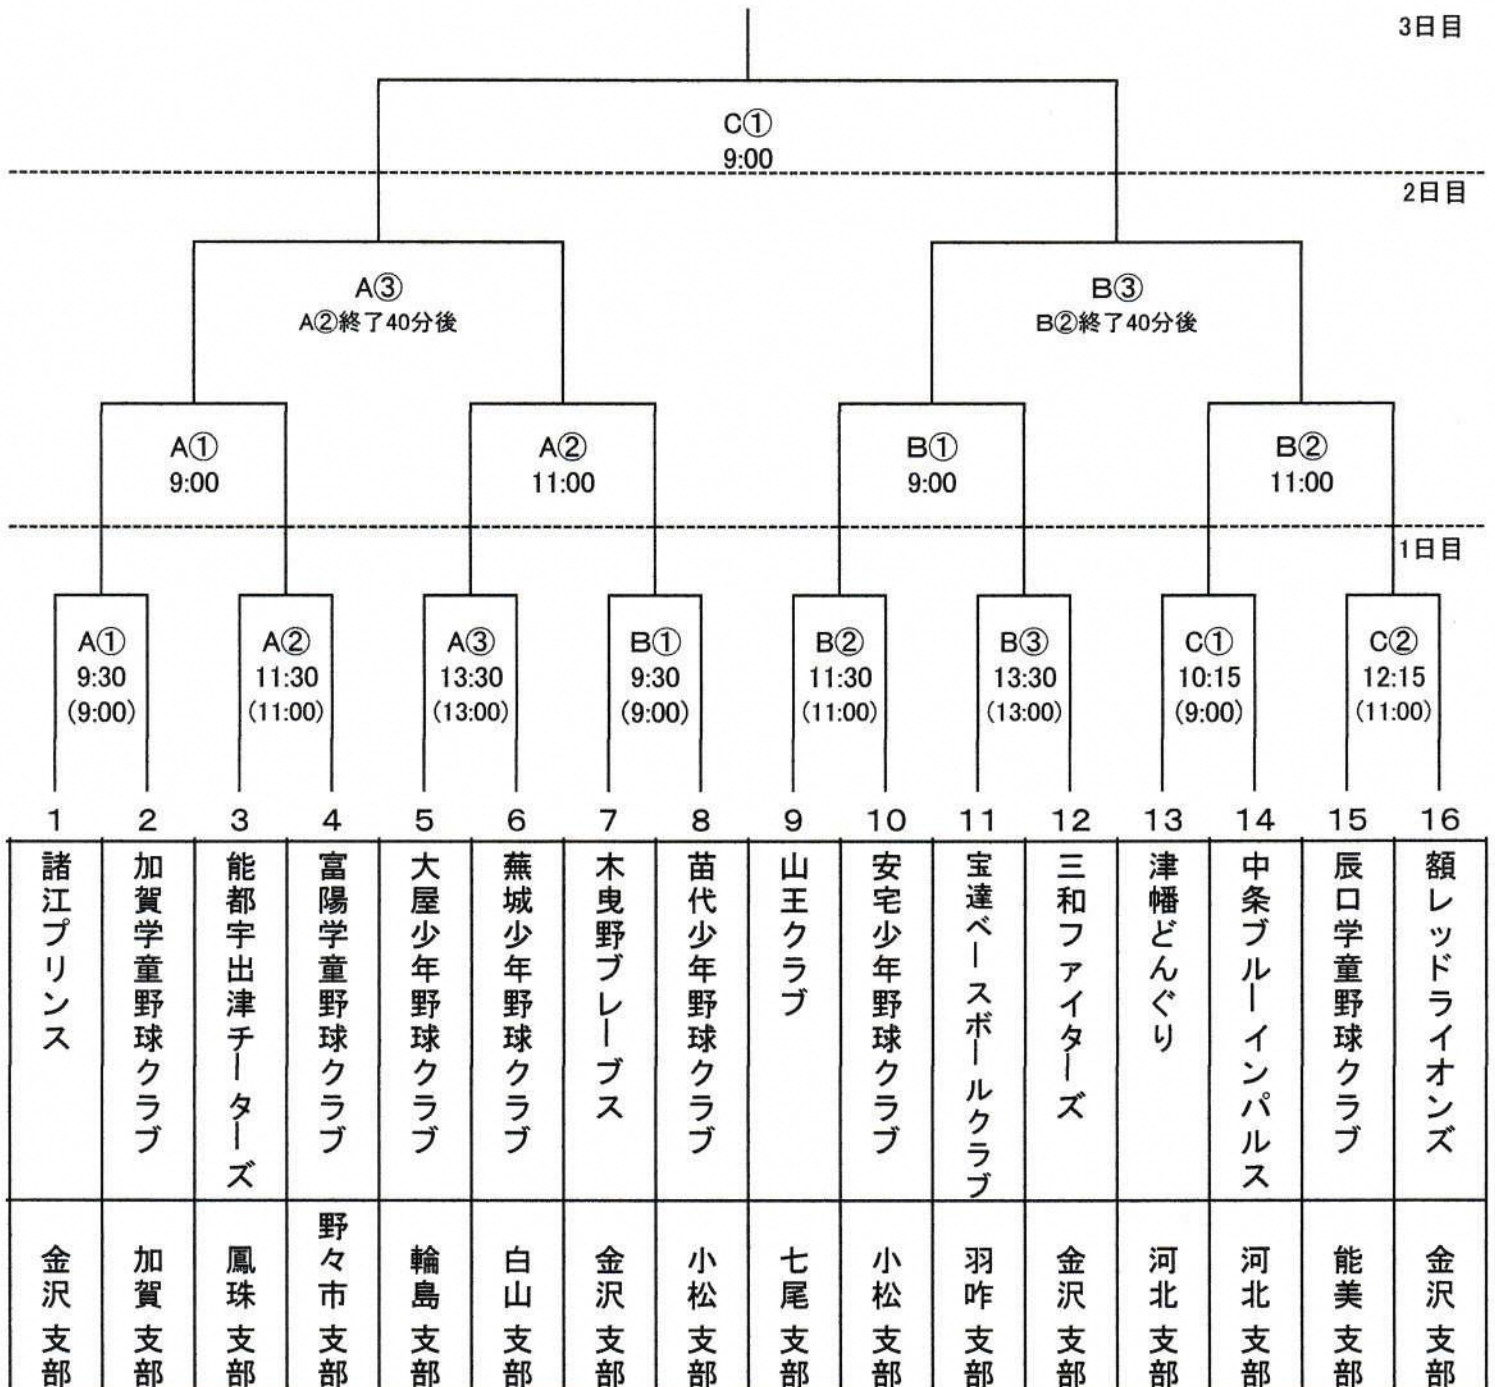 3日目
C①
9:00
2日目
A③
A②終了40分後
B③
B②終了40分後
A①
9:00
A②
11:00
B①
9:00
B②
11:00
1日目
A①
9:30
(9:00)
A②
11:30
(11:00)
A③
13:30
(13:00)
B①
9:30
(9:00)
B②
11:30
(11:00)
B③
13:30
(13:00)
C①
10:15
(9:00)
C②
12:15
(11:00)
1
2
3
4
5
6
7
8
9
10
11
12
13
14
15
16
諸江プリンス
加賀学童野球クラブ
能都宇出津チーターズ
富陽学童野球クラブ
大屋少年野球クラブ
蕪城少年野球クラブ
木曳野ブレーブス
苗代少年野球クラブ
山王クラブ
安宅少年野球クラブ
宝達ベースボールクラブ
三和ファイターズ
津幡どんぐり
中条ブルーインパルス
辰口学童野球クラブ
額レッドライオンズ
金沢支部
加賀支部
鳳珠支部
野々市支部
輪島支部
白山支部
金沢支部
小松支部
七尾支部
小松支部
羽咋支部
金沢支部
河北支部
河北支部
能美支部
金沢支部